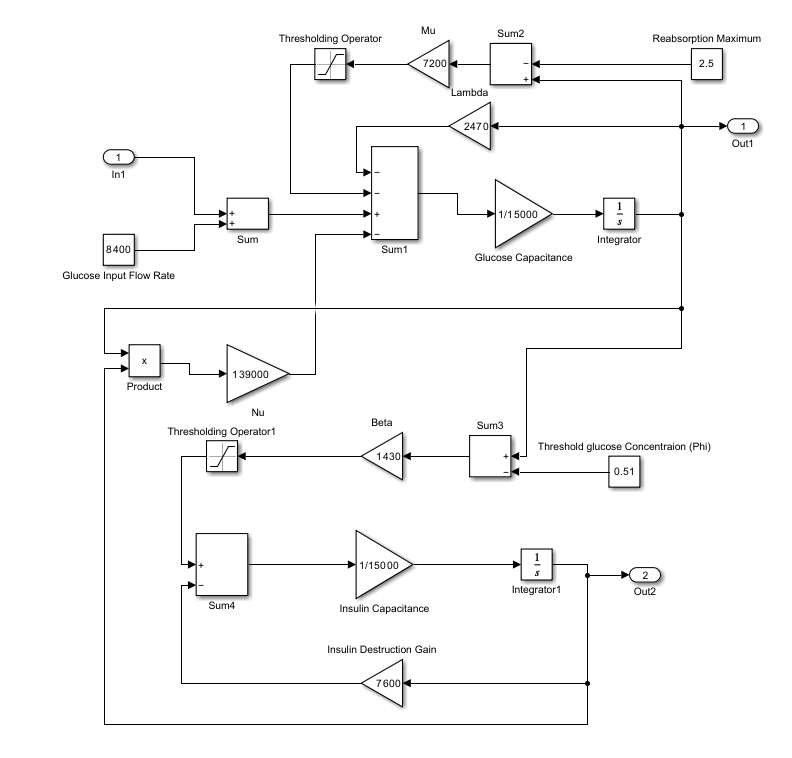 Mu
Sum2
Thresholding Operator
Reabsorption Maximum
−
+
7200
2.5
Lambda
2470
1
Out1
1
In1
−
−
+
−
Sum1
+
+
Sum
1/15000
Glucose Capacitance
1
s
Integrator
8400
Glucose Input Flow Rate
x
Product
139000
Nu
Thresholding Operator1
Beta
1430
Sum3
+
−
Threshold glucose Concentraion (Phi)
0.51
+
−
Sum4
1/15000
Insulin Capacitance
1
s
Integrator1
2
Out2
Insulin Destruction Gain
7600